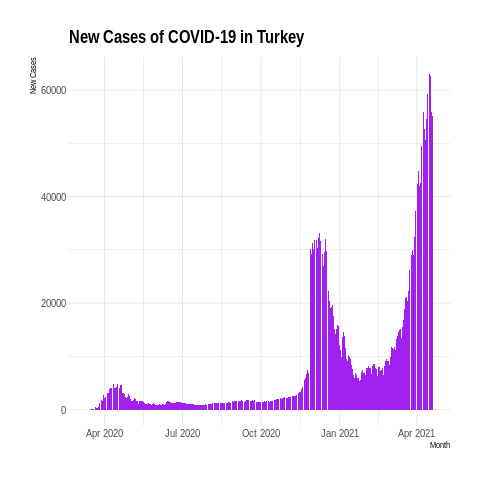 New Cases of COVID-19 in Turkey
New Cases
60000
40000
20000
0
Apr 2020 Jul 2020 Oct 2020 Jan 2021 Apr 2021
Month